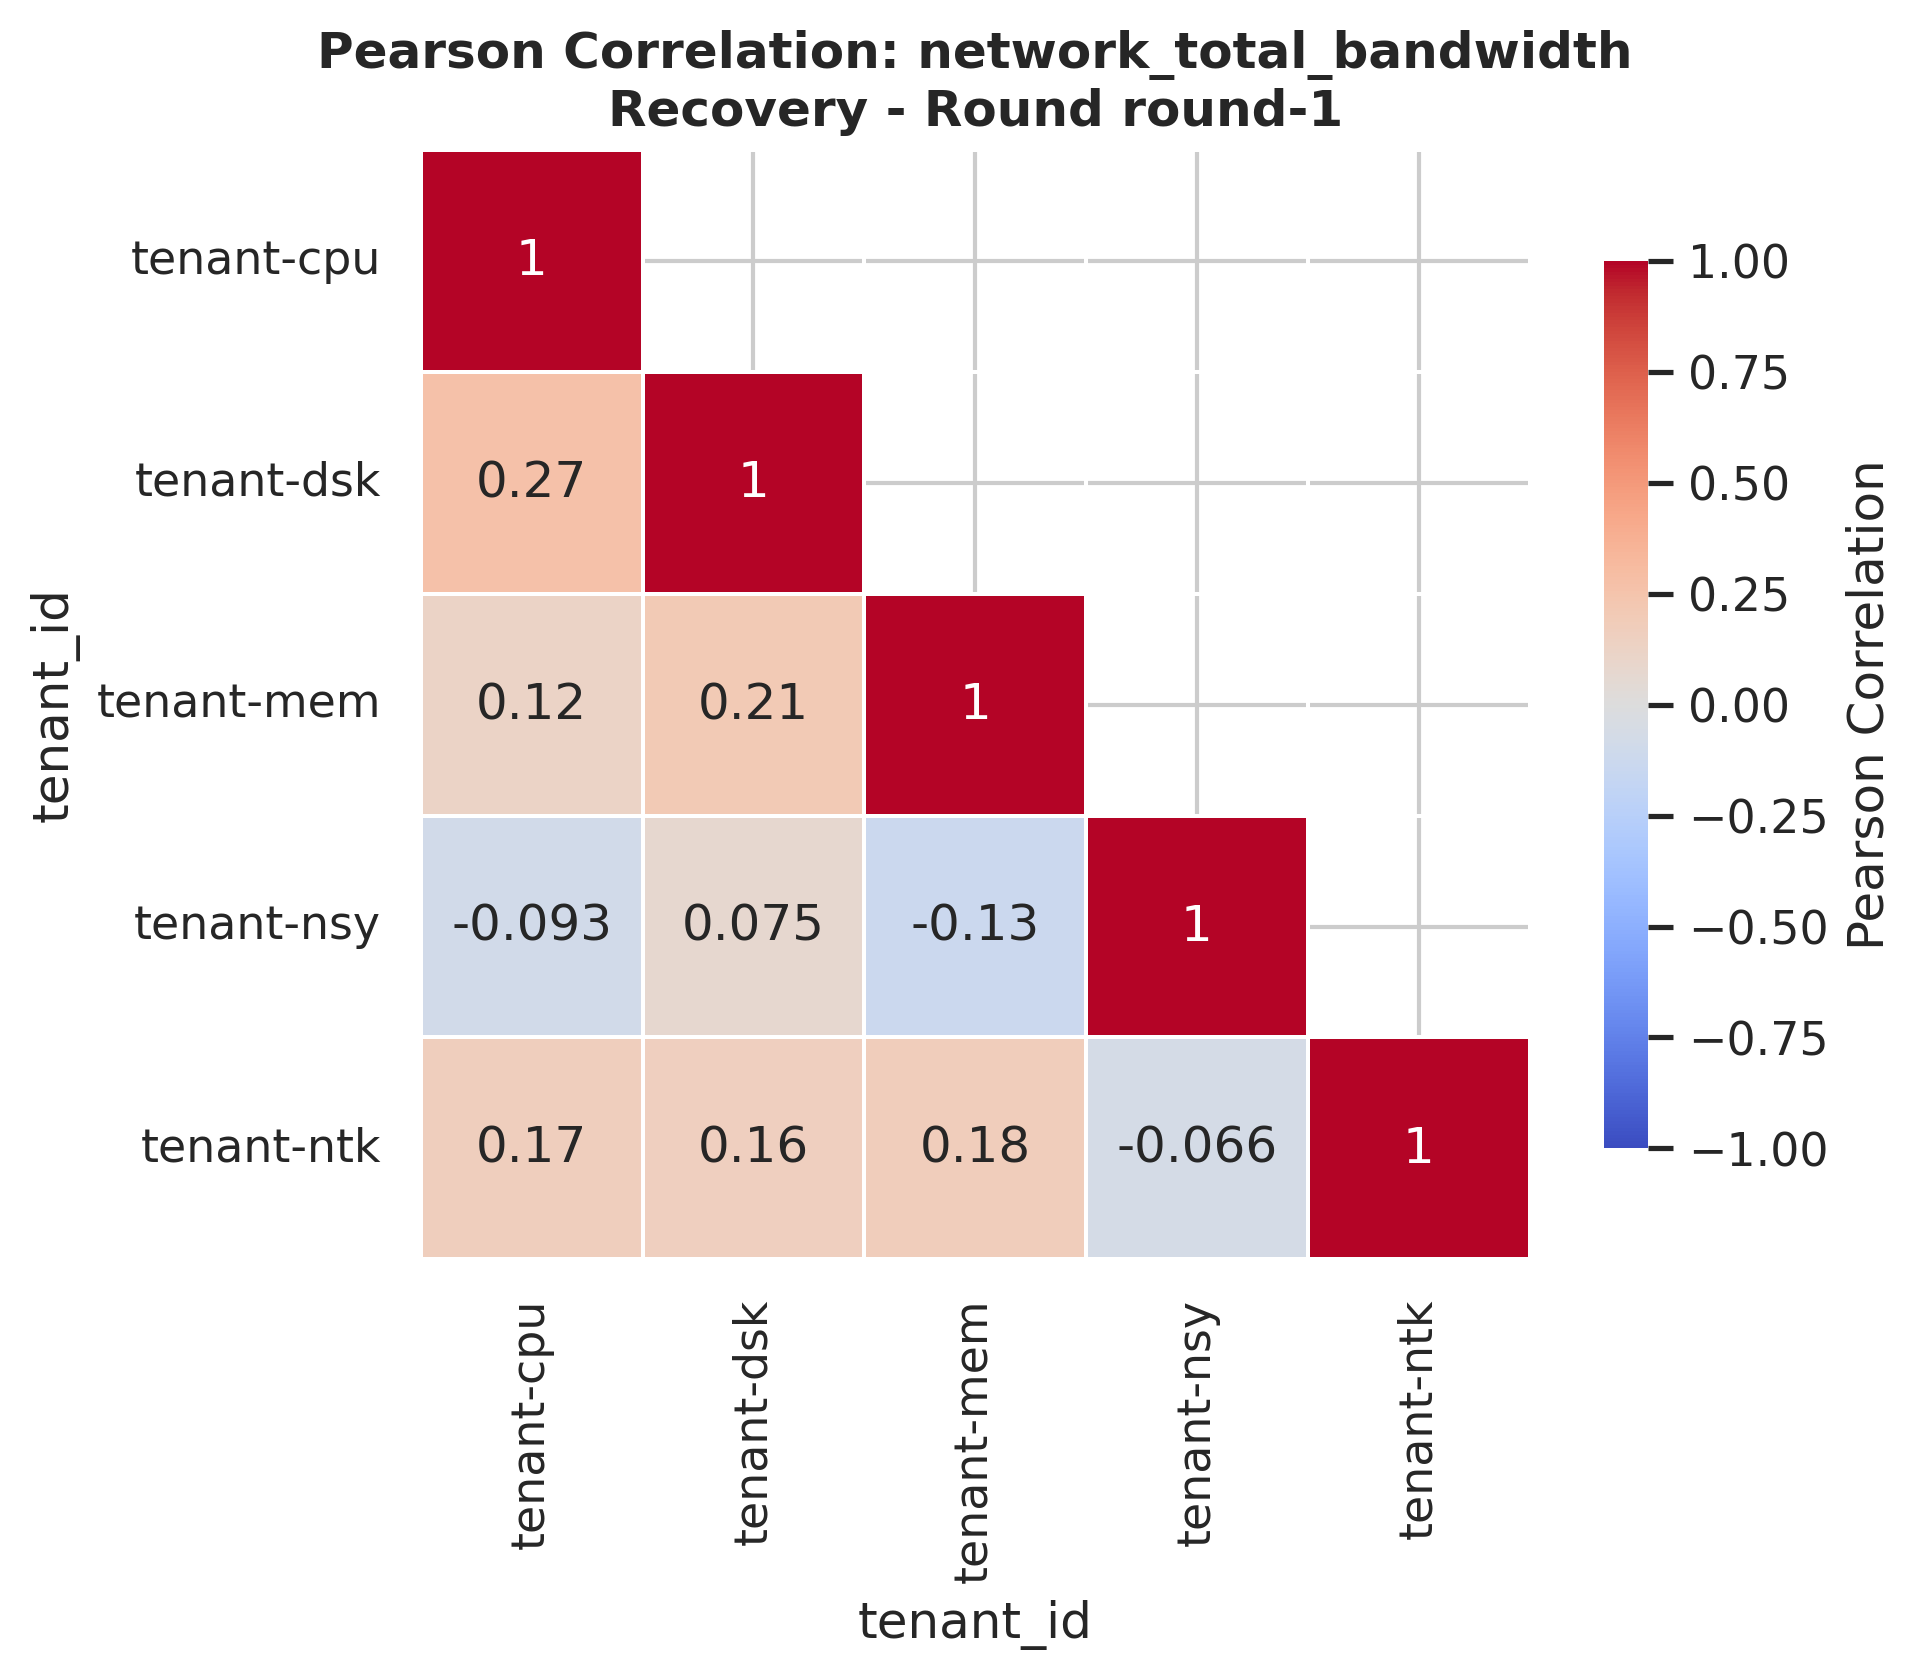 Pearson Correlation: network_total_bandwidth
Recovery - Round round-1
tenant_id
tenant-cpu
1
tenant-dsk
0.27
1
tenant-mem
0.12
0.21
1
tenant-nsy
-0.093
0.075
-0.13
1
tenant-ntk
0.17
0.16
0.18
-0.066
1
tenant-cpu
tenant-dsk
tenant-mem
tenant-nsy
tenant-ntk
tenant_id
1.00
0.75
0.50
0.25
0.00
−0.25
−0.50
−0.75
−1.00
Pearson Correlation